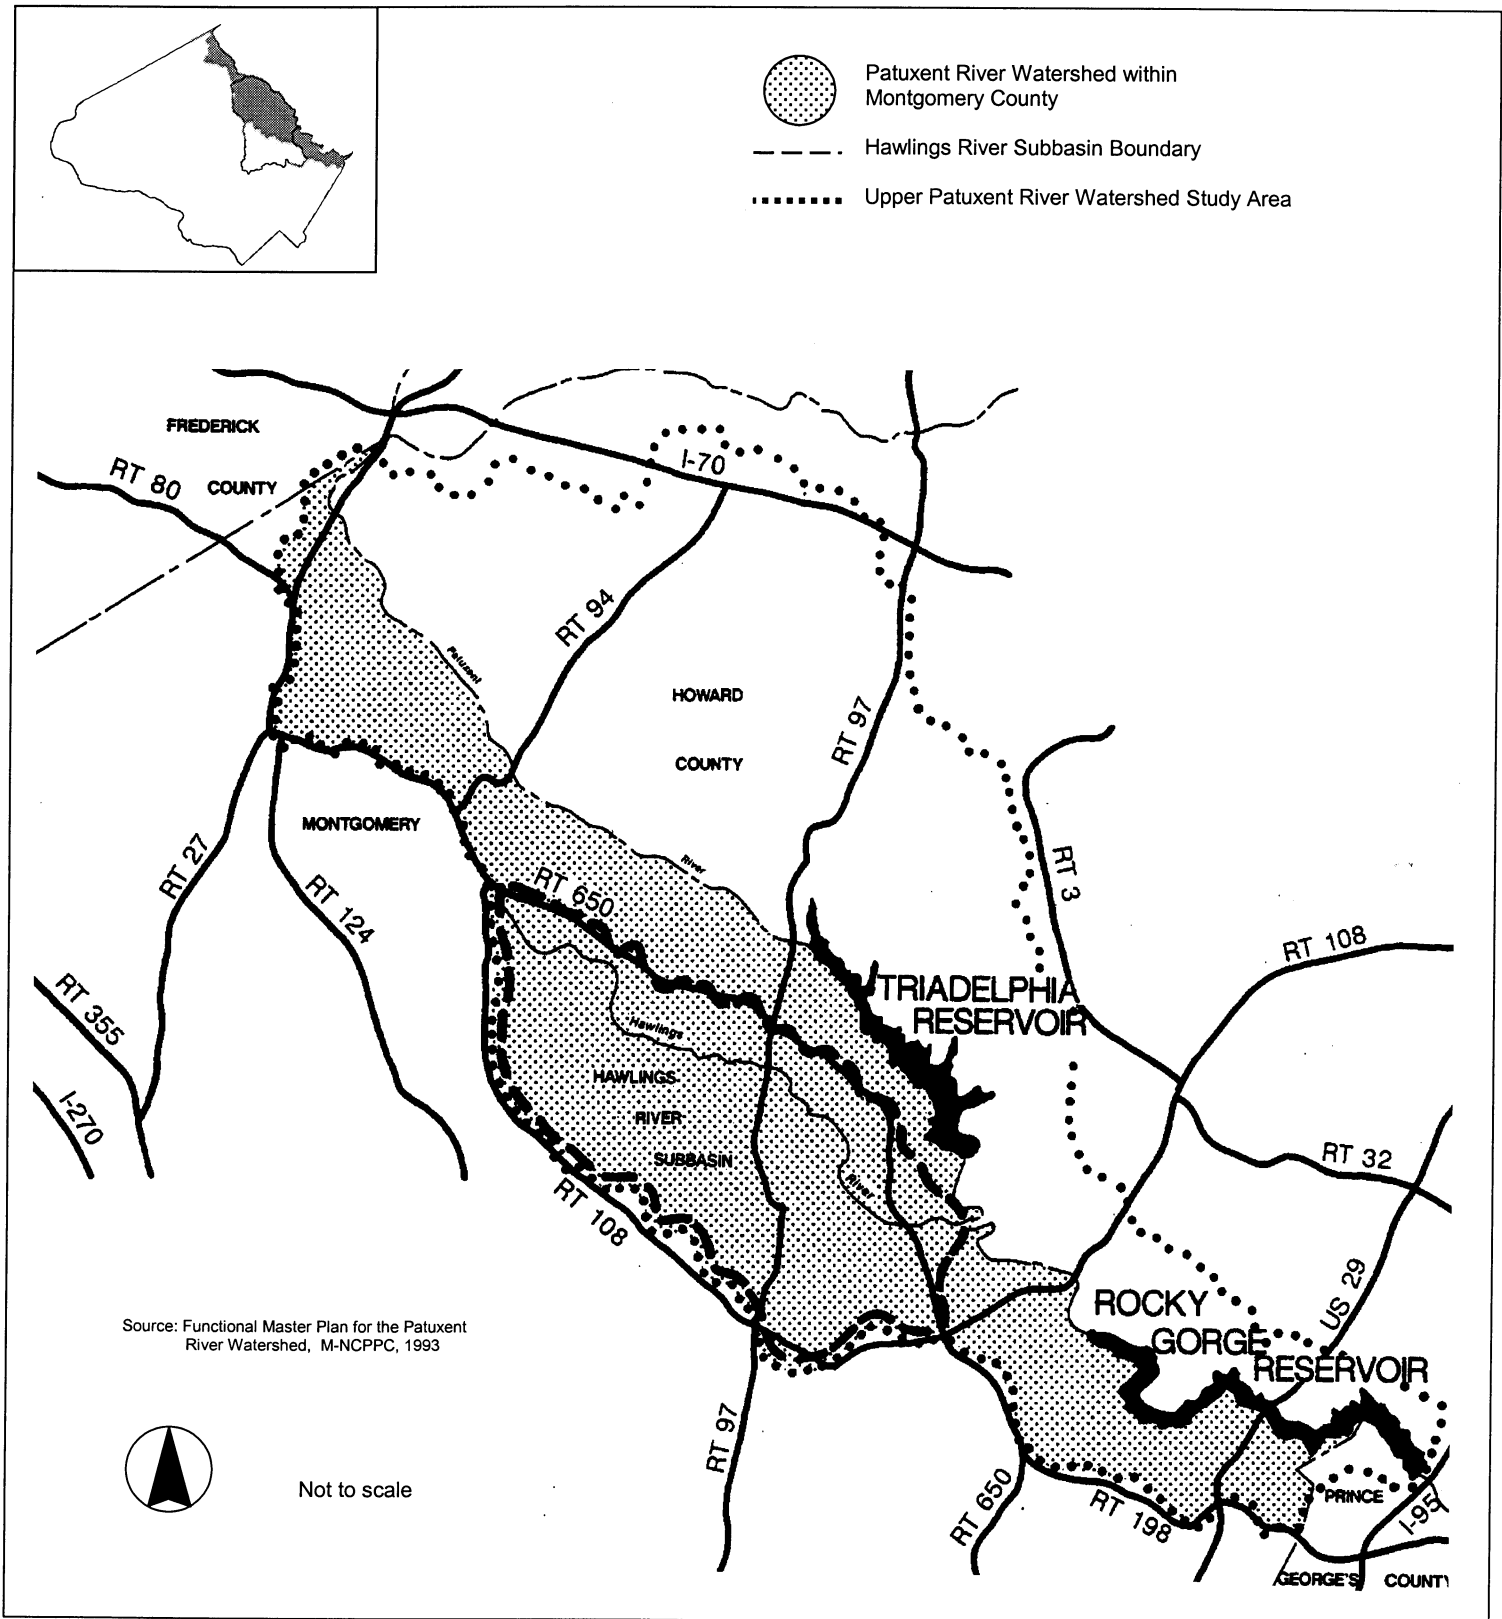 Patuxent River Watershed within
Montgomery County
Hawlings River Subbasin Boundary
Upper Patuxent River Watershed Study Area
FREDERICK
COUNTY
RT 80
I-70
RT 94
Patuxent
HOWARD
COUNTY
RT 97
MONTGOMERY
RT 27
RT 124
RT 650
River
RT 3
RT 108
TRIADELPHIA
RESERVOIR
RT 355
I-270
Hawlings
HAWLINGS
RIVER
SUBBASIN
River
RT 32
RT 108
US 29
ROCKY
GORGE
RESERVOIR
Source: Functional Master Plan for the Patuxent
River Watershed, M-NCPPC, 1993
Not to scale
RT 97
RT 650
RT 198
PRINCE
I-95
GEORGE'S COUNTY